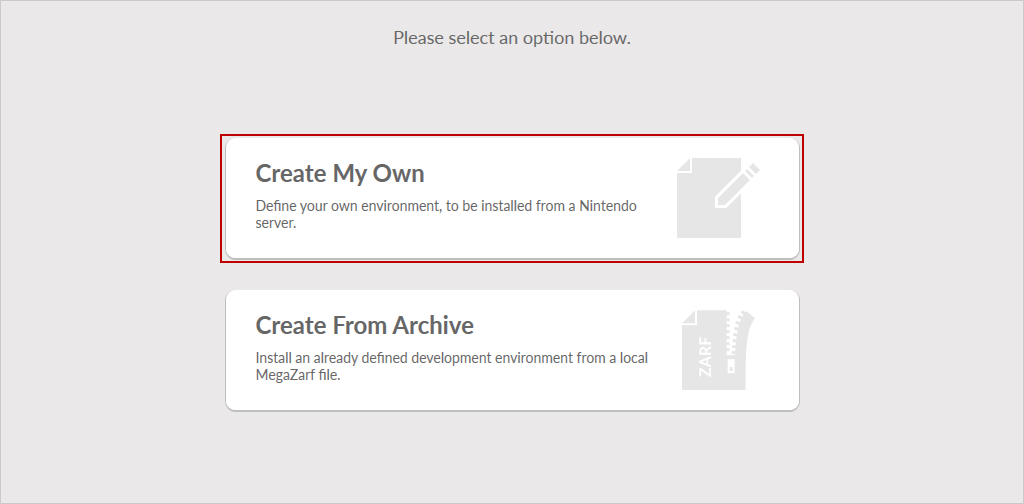 Please select an option below.
Create My Own
Define your own environment, to be installed from a Nintendo
server.
Create From Archive
Install an already defined development environment from a local
MegaZarf file.
ZARF